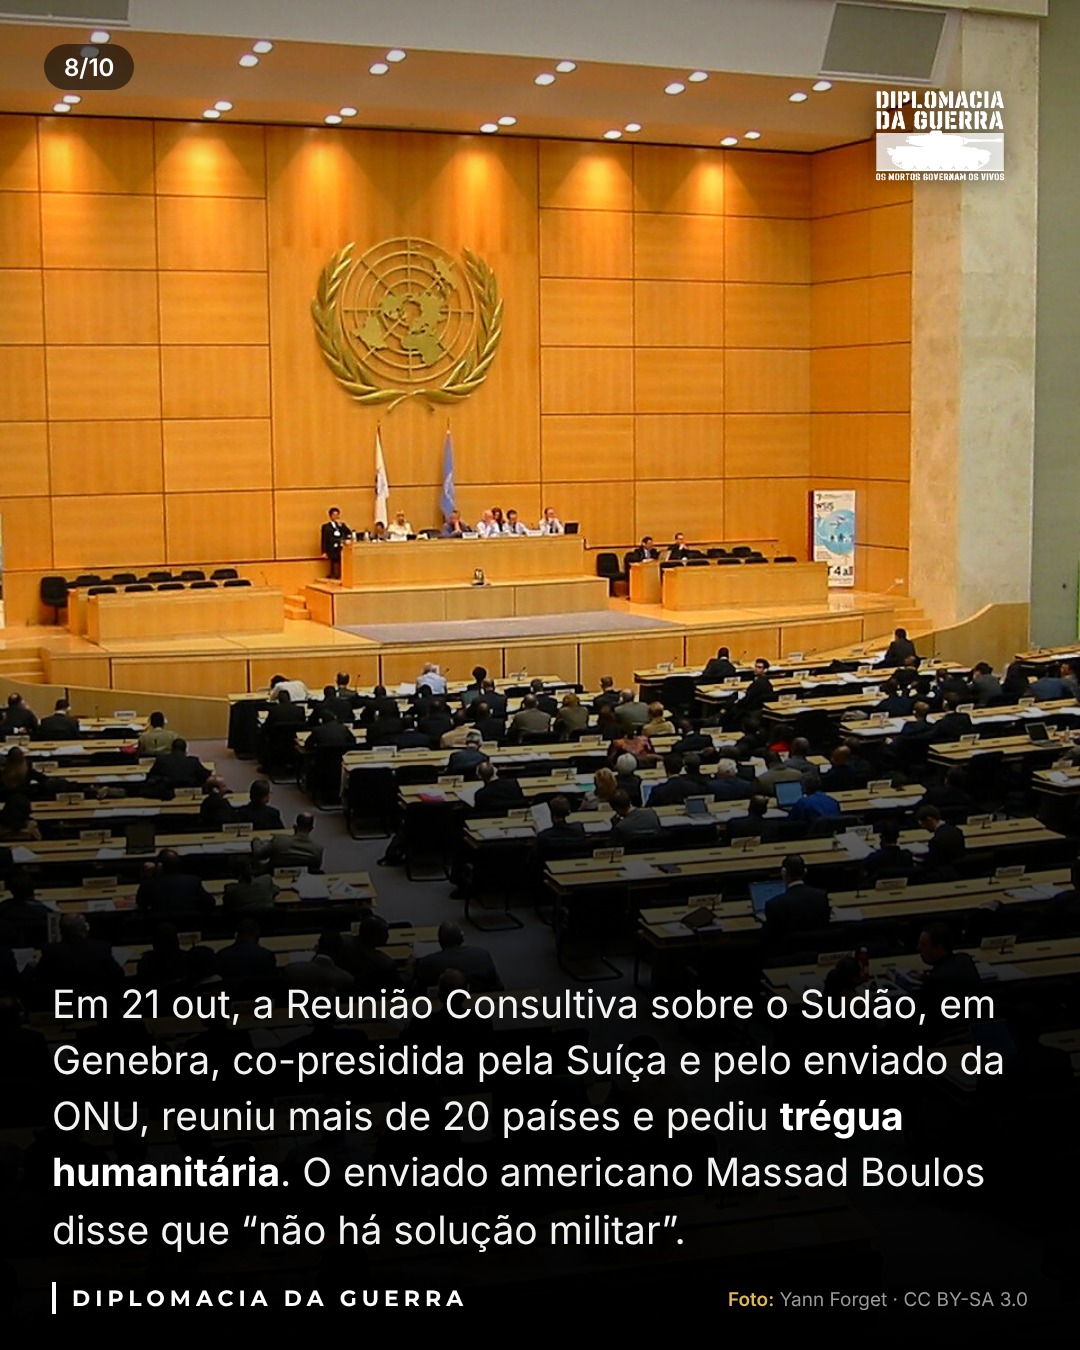 8/10
DIPLOMACIA
DA GUERRA
OS MORTOS GOVERNAM OS VIVOS
WSIS
T4all
Em 21 out, a Reunião Consultiva sobre o Sudão, em
Genebra, co-presidida pela Suíça e pelo enviado da
ONU, reuniu mais de 20 países e pediu trégua
humanitária. O enviado americano Massad Boulos
disse que “não há solução militar”.
DIPLOMACIA DA GUERRA
Foto: Yann Forget · CC BY-SA 3.0